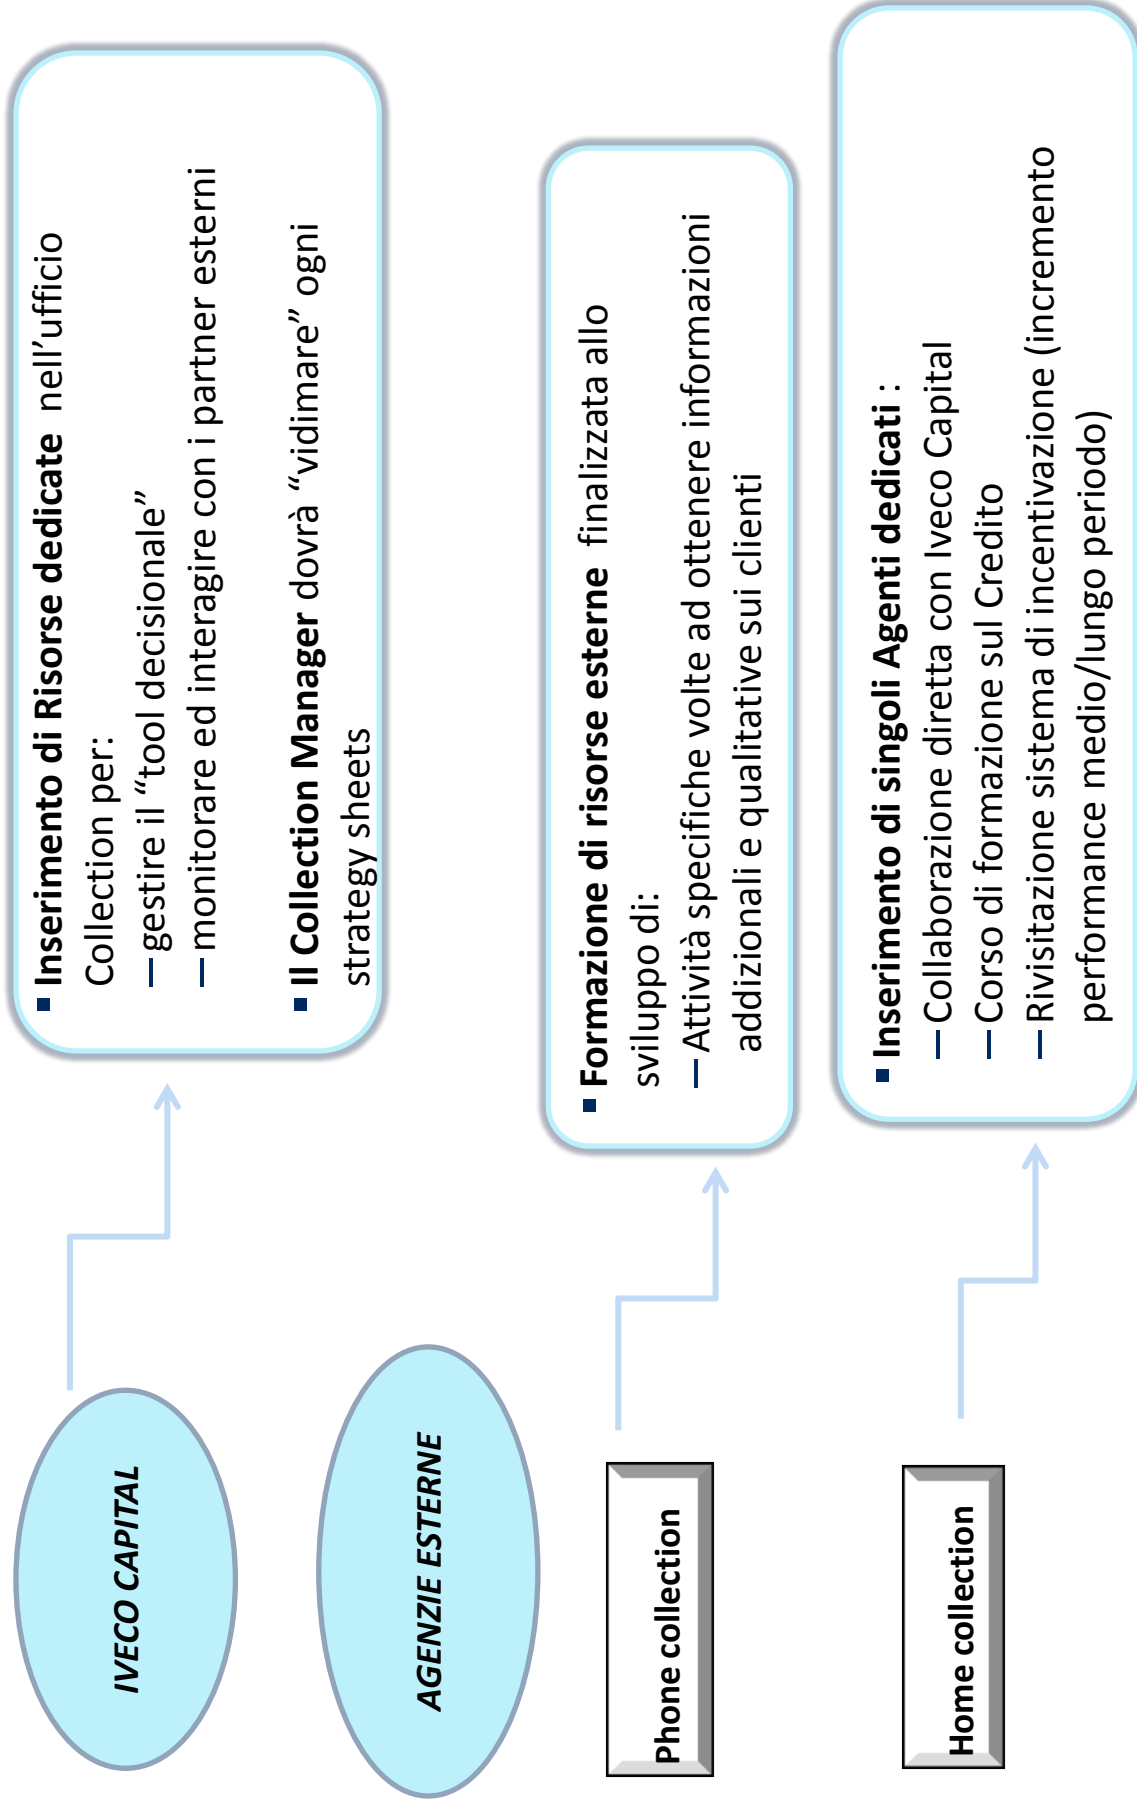 IVECO CAPITAL
▪ Inserimento di Risorse dedicate nell’ufficio
Collection per:
– gestire il “tool decisionale”
– monitorare ed interagire con i partner esterni
▪ Il Collection Manager dovrà “vidimare” ogni
strategy sheets
AGENZIE ESTERNE
Phone collection
▪ Formazione di risorse esterne finalizzata allo
sviluppo di:
– Attività specifiche volte ad ottenere informazioni
addizionali e qualitative sui clienti
Home collection
▪ Inserimento di singoli Agenti dedicati :
– Collaborazione diretta con Iveco Capital
– Corso di formazione sul Credito
– Rivisitazione sistema di incentivazione (incremento
performance medio/lungo periodo)